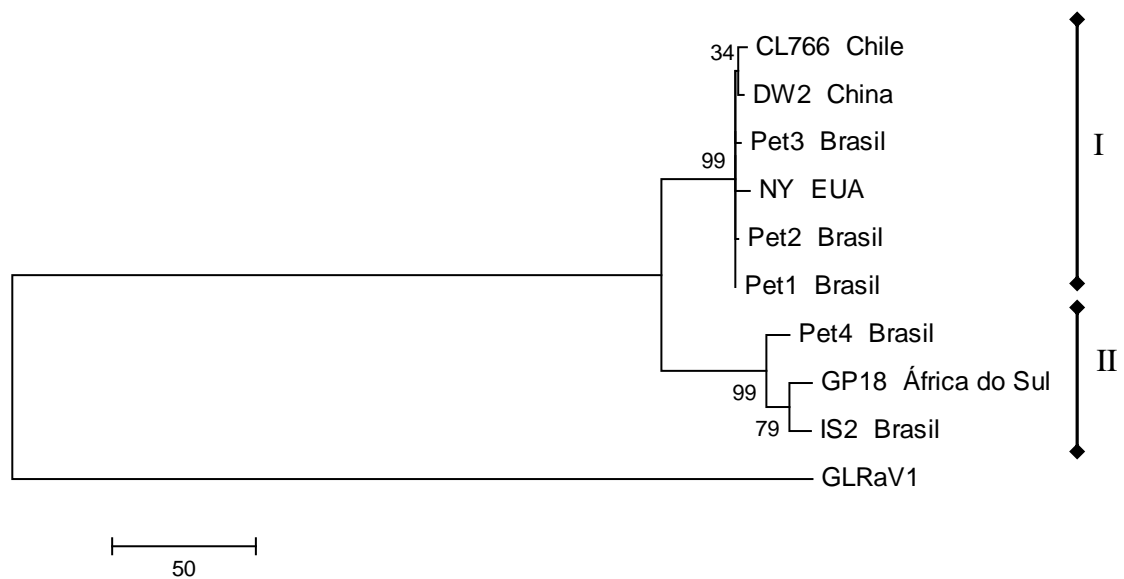 34
CL766 Chile
DW2 China
Pet3 Brasil
99
NY EUA
Pet2 Brasil
Pet1 Brasil
I
Pet4 Brasil
GP18 África do Sul
99
79
IS2 Brasil
II
GLRaV1
50